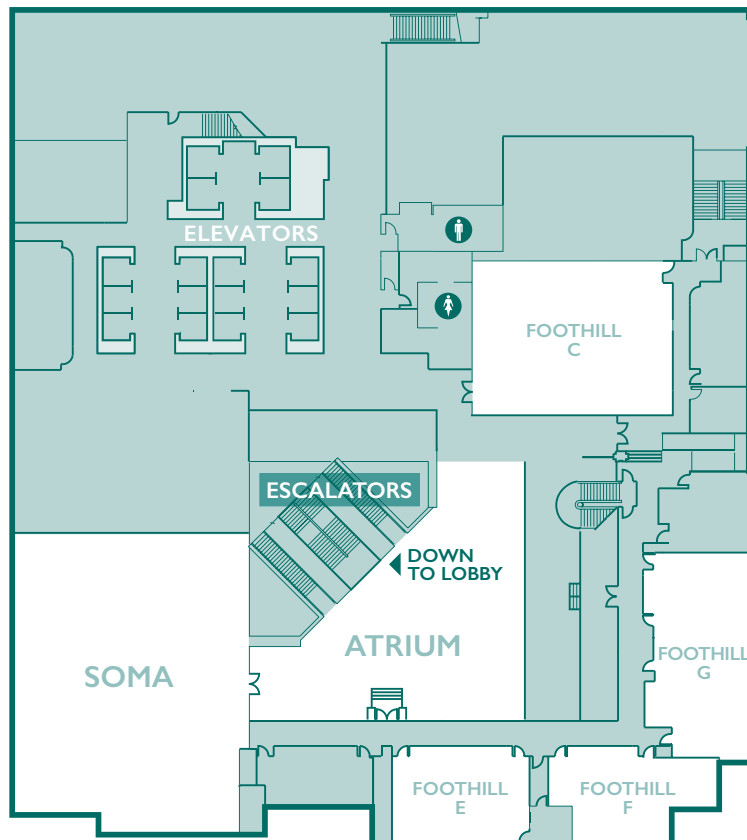 ELEVATORS
FOOTHILL
C
ESCALATORS
DOWN
TO LOBBY
ATRIUM
SOMA
FOOTHILL
G
FOOTHILL
E
FOOTHILL
F